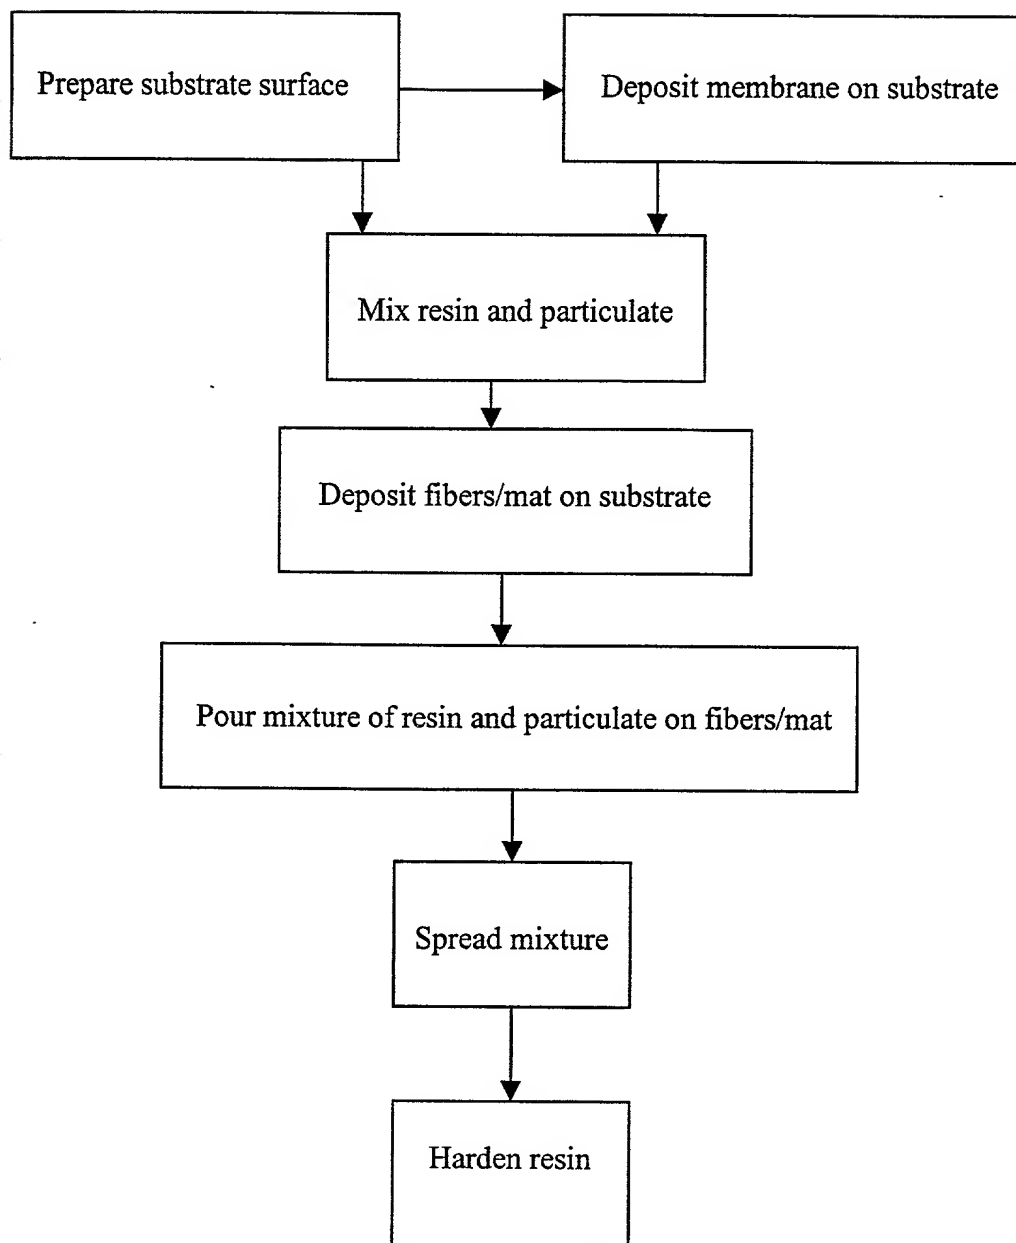 Prepare substrate surface
Deposit membrane on substrate
Mix resin and particulate
Deposit fibers/mat on substrate
Pour mixture of resin and particulate on fibers/mat
Spread mixture
Harden resin